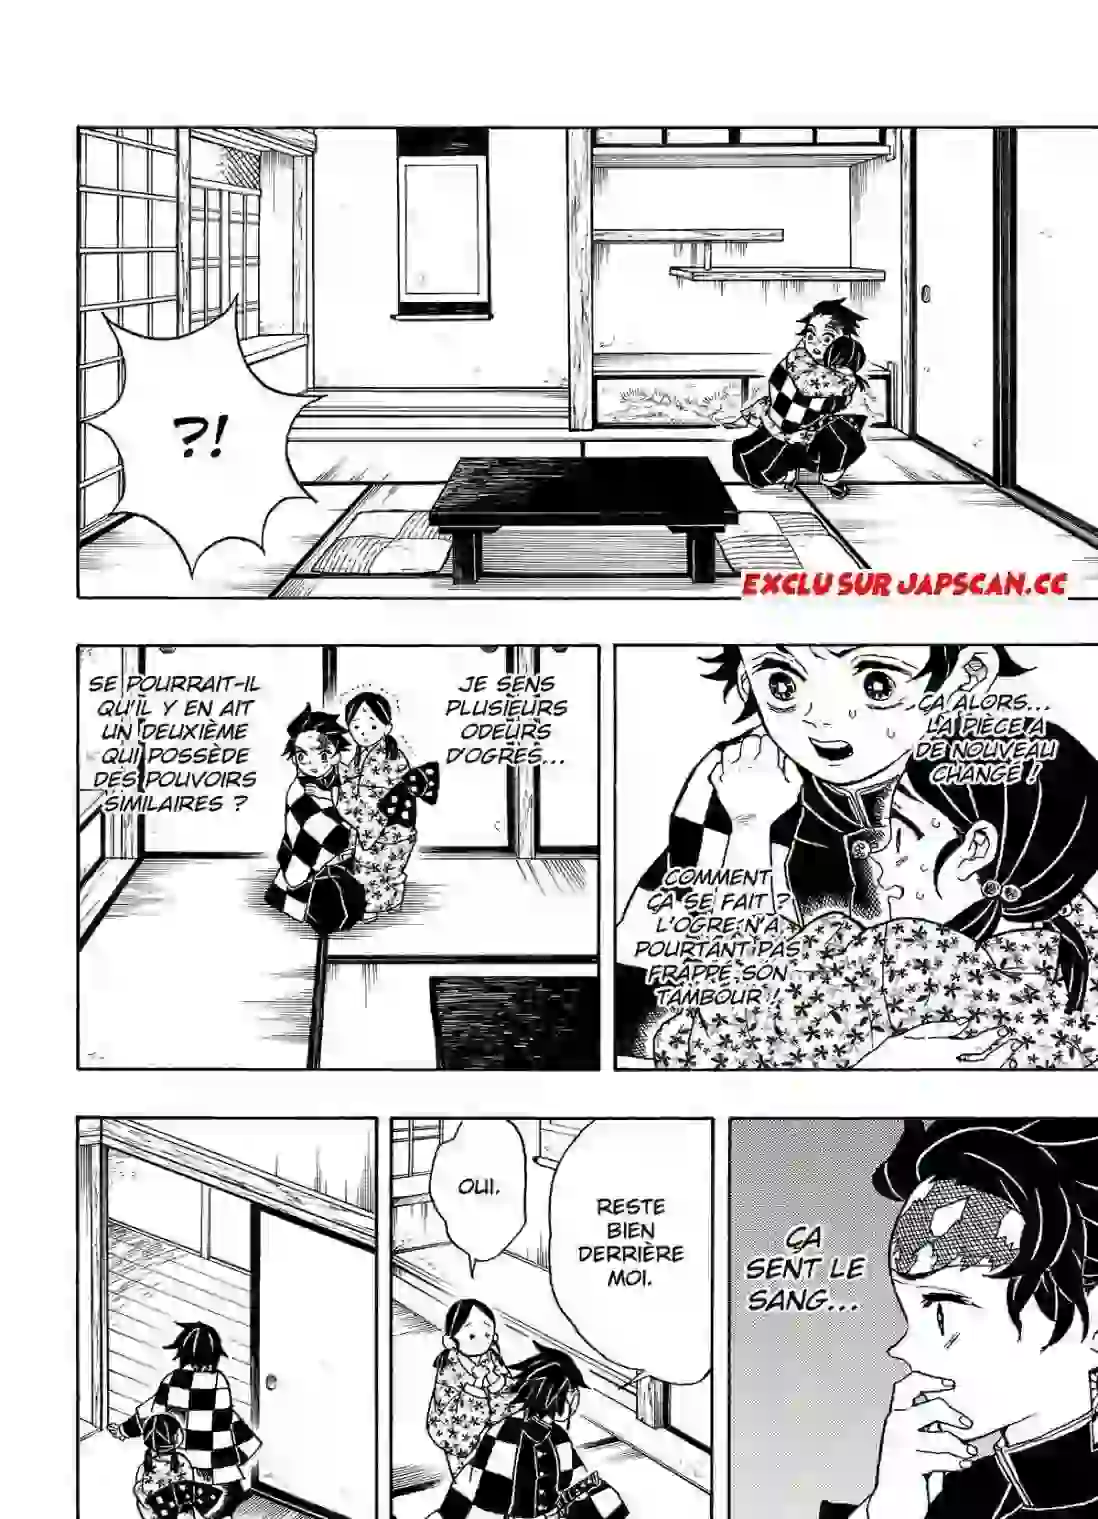 ?!
EXCLU SUR JAPSCAN.CC
ÇA ALORS...
LA PIÈCE A
DE NOUVEAU
CHANGÉ !
COMMENT
ÇA SE FAIT ?
L'OGRE N'A
POURTANT PAS
FRAPPÉ SON
TAMBOUR !
JE SENS
PLUSIEURS
ODEURS
D'OGRES...
SE POURRAIT-IL
QU'IL Y EN AIT
UN DEUXIÈME
QUI POSSÈDE
DES POUVOIRS
SIMILAIRES ?
ÇA
SENT LE
SANG...
RESTE
BIEN
DERRIÈRE
MOI.
OUI.